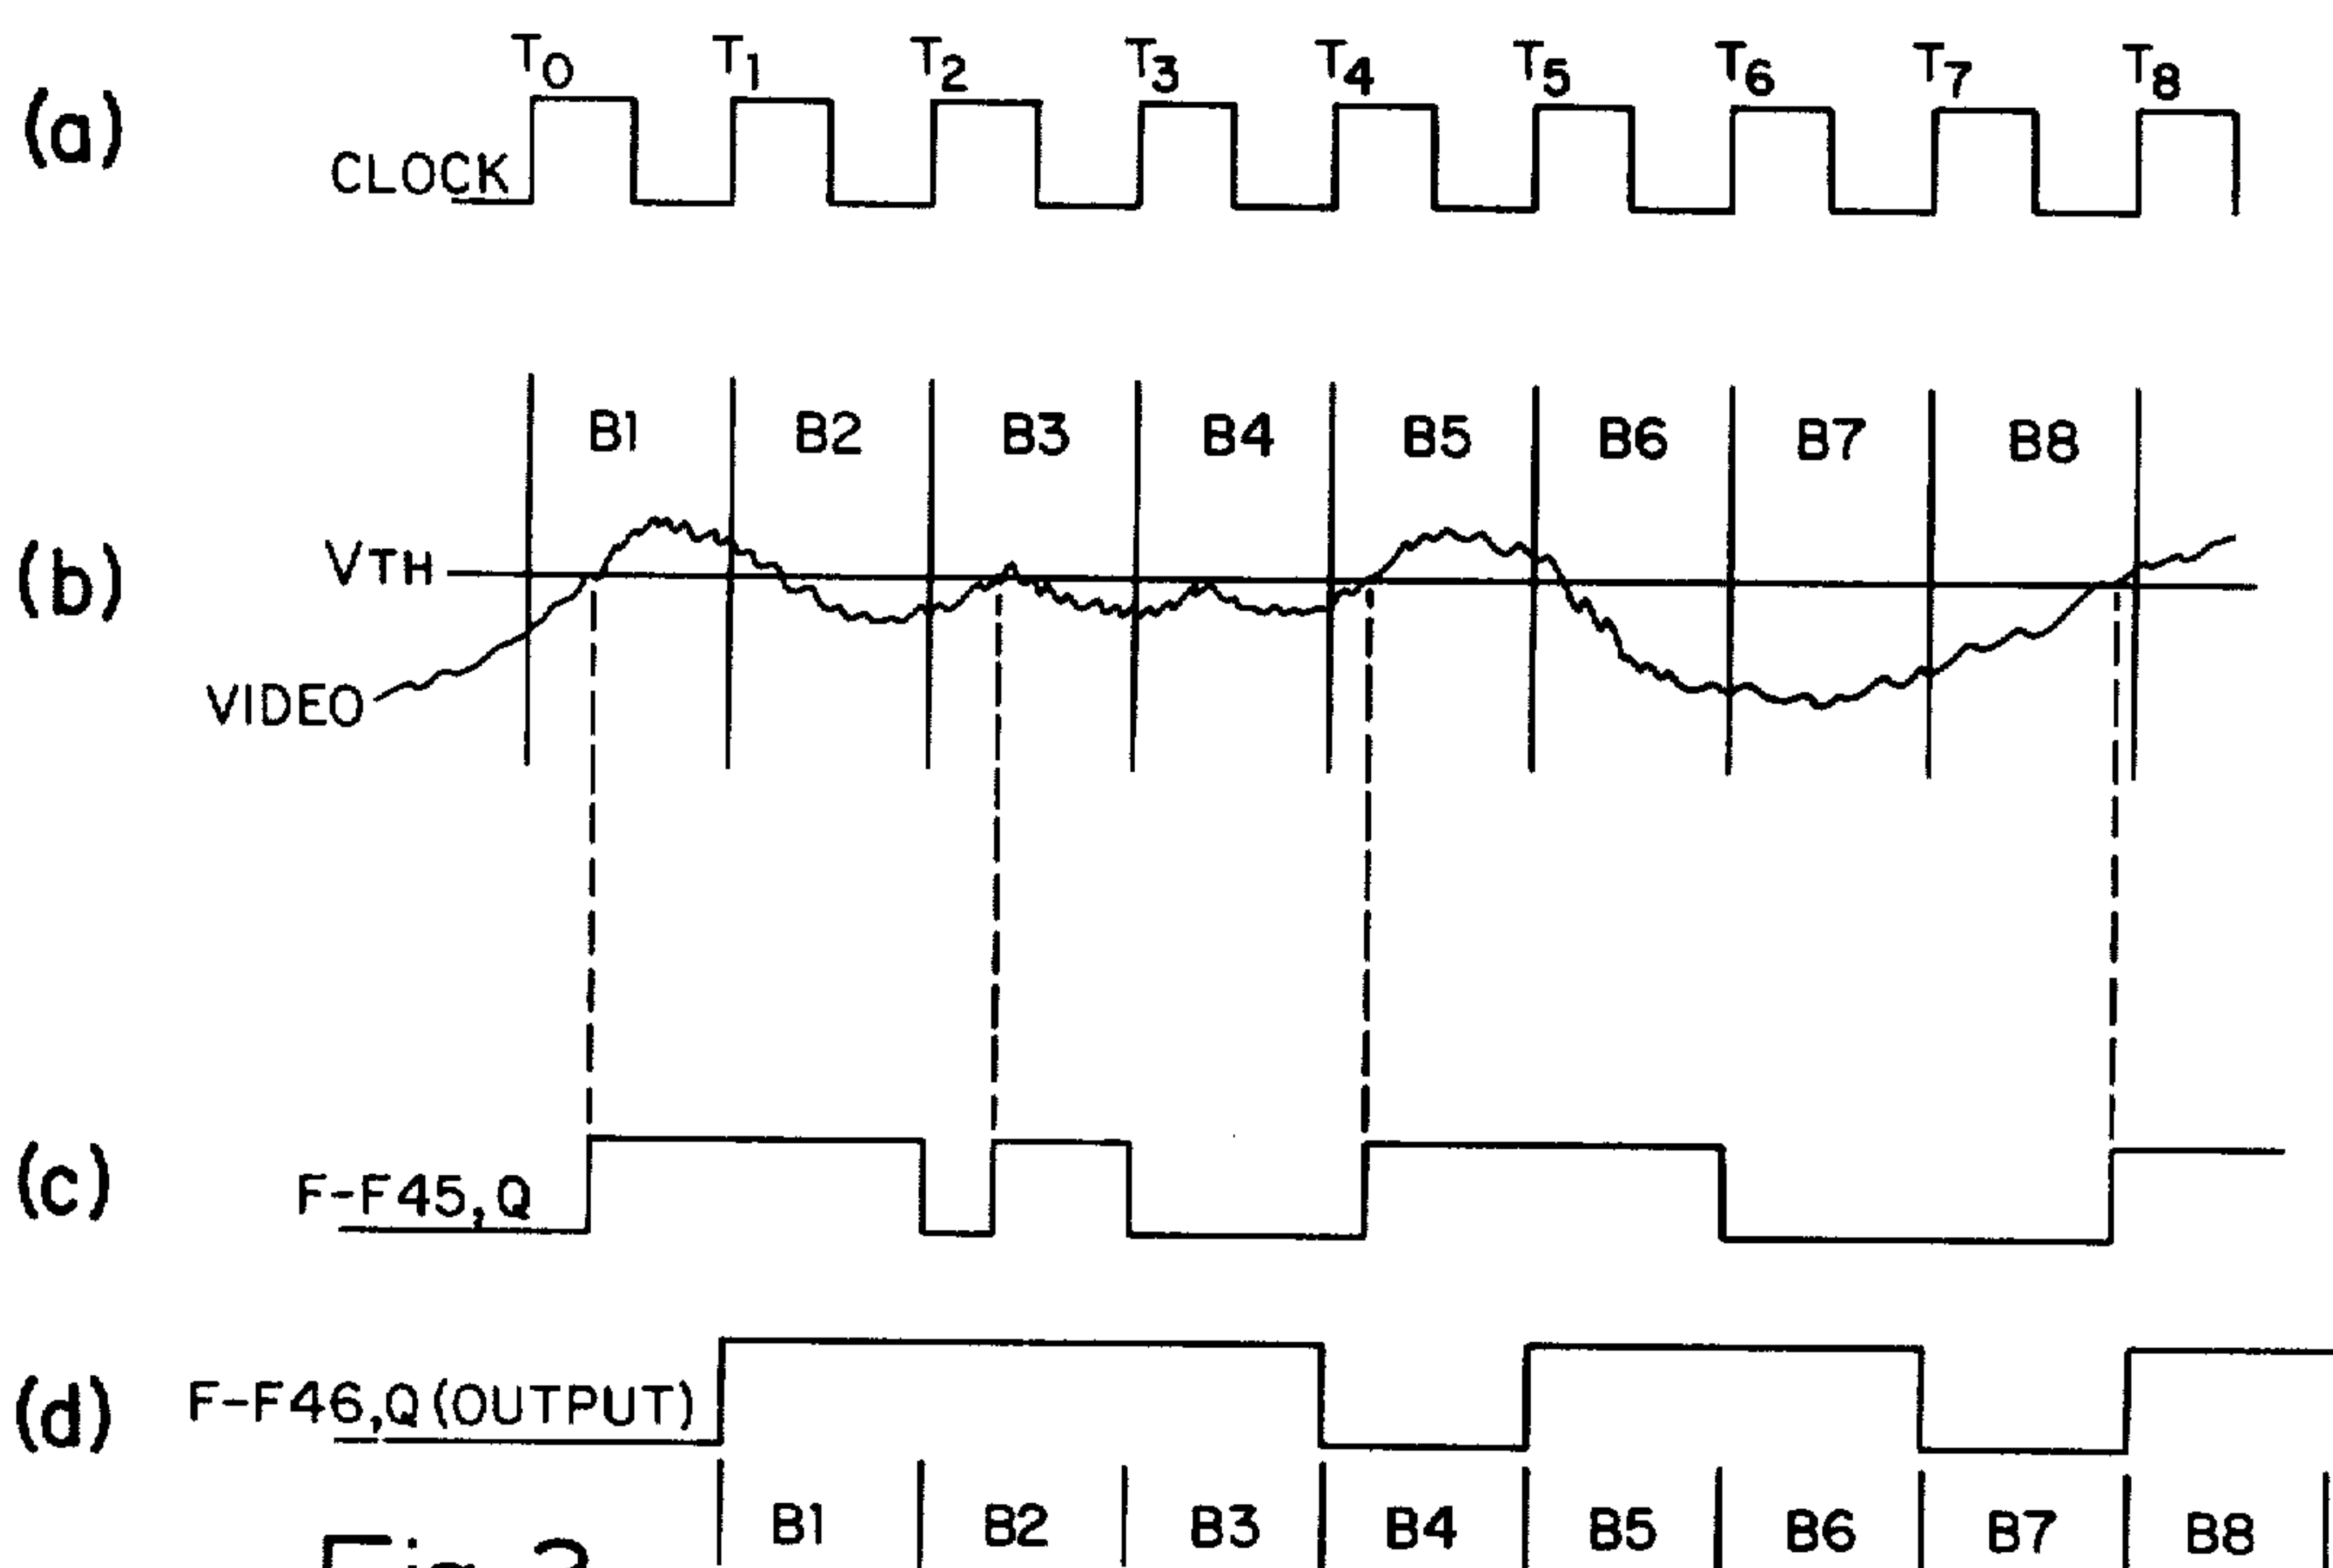 T0 T1 T2 T3 T4 T5 T6 T7 T8
(a)
CLOCK
B1 B2 B3 B4 B5 B6 B7 B8
(b)
VTH
VIDEO
(c)
F-F45,Q
(d)
F-F46,Q (OUTPUT)
B1 B2 B3 B4 B5 B6 B7 B8